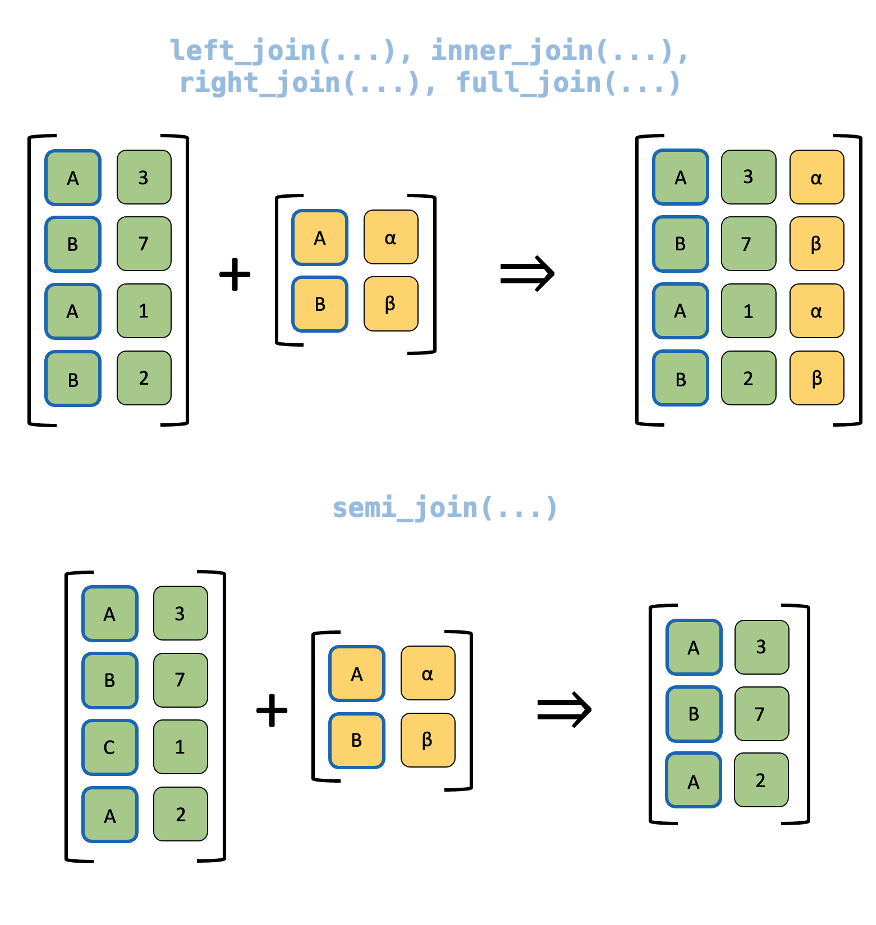 left_join(...), inner_join(...),
right_join(...), full_join(...)
A 3
B 7
A 1
B 2
+
A α
B β
⇒
A 3 α
B 7 β
A 1 α
B 2 β
semi_join(...)
A 3
B 7
C 1
A 2
+
A α
B β
⇒
A 3
B 7
A 2